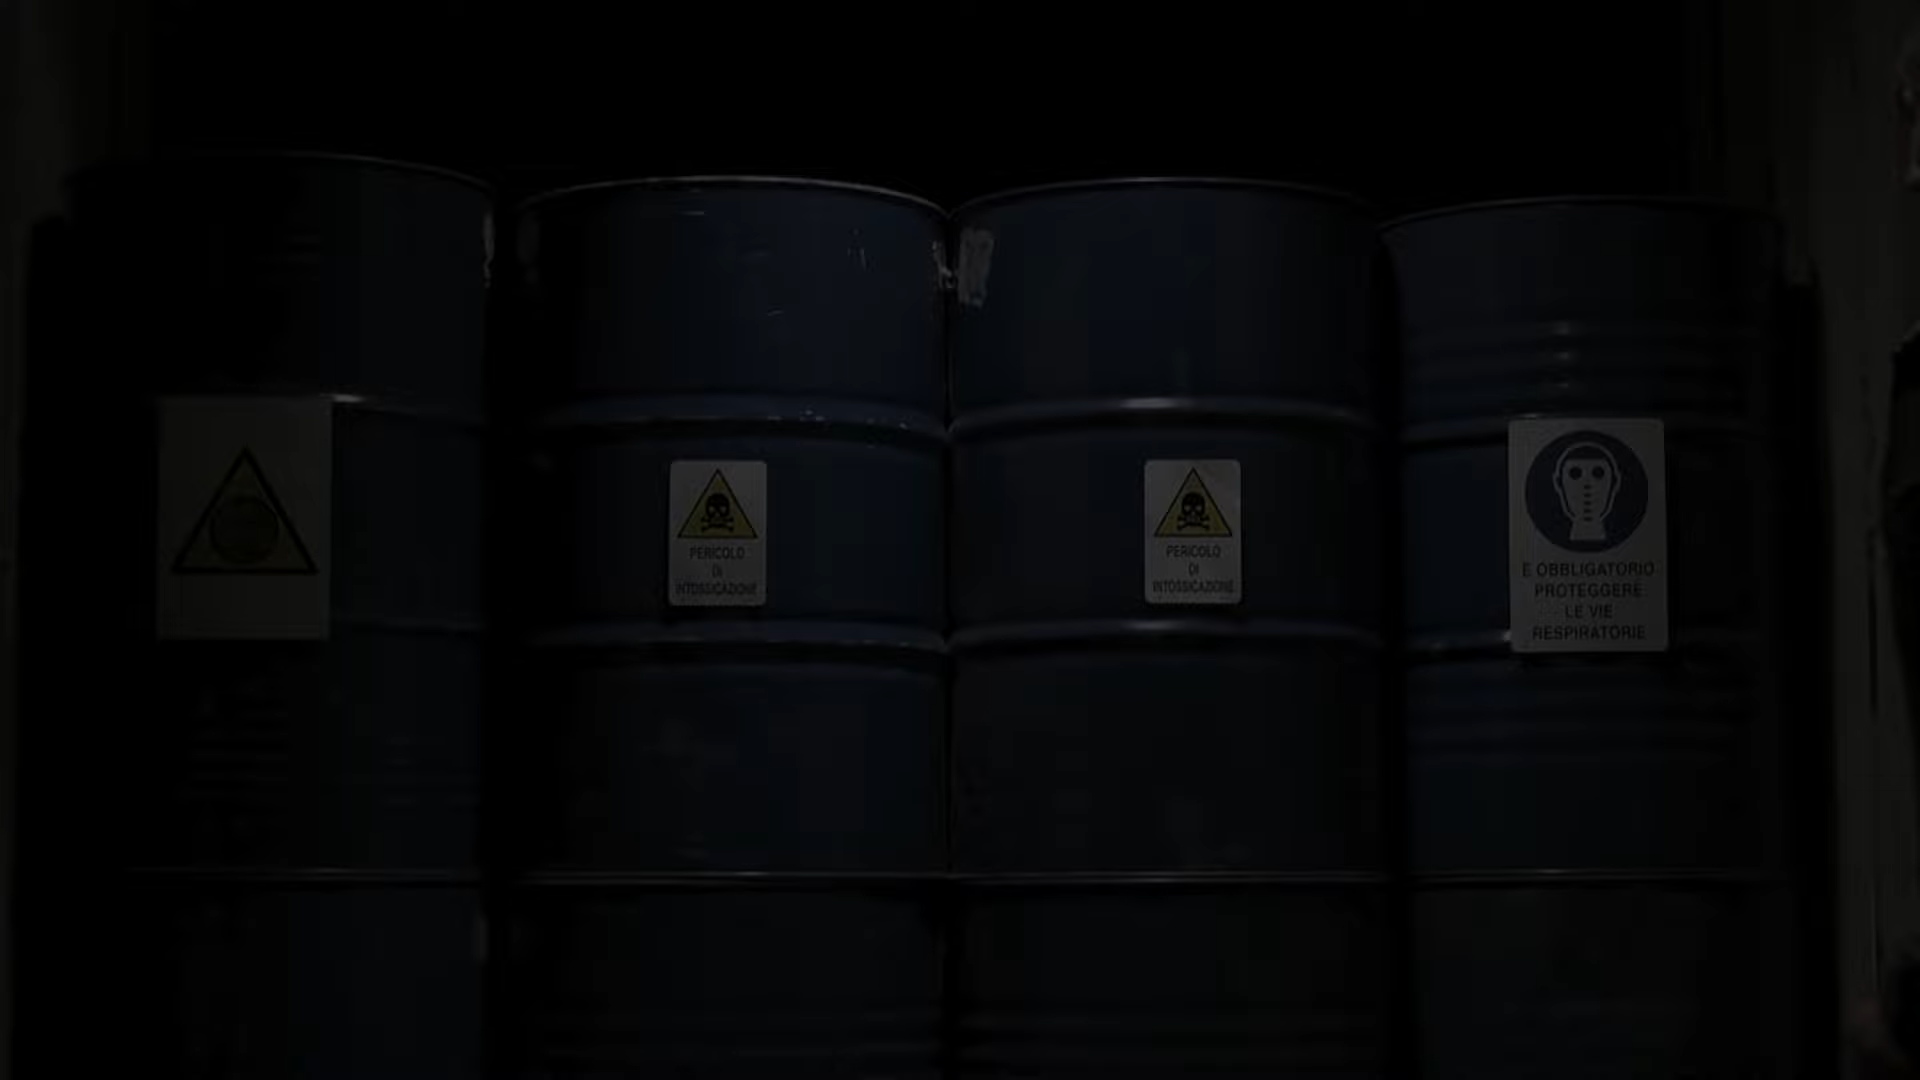 PERICOLO
DI
INTOSSICAZIONE
PERICOLO
DI
INTOSSICAZIONE
E OBBLIGATORIO
PROTEGGERE
LE VIE
RESPIRATORIE